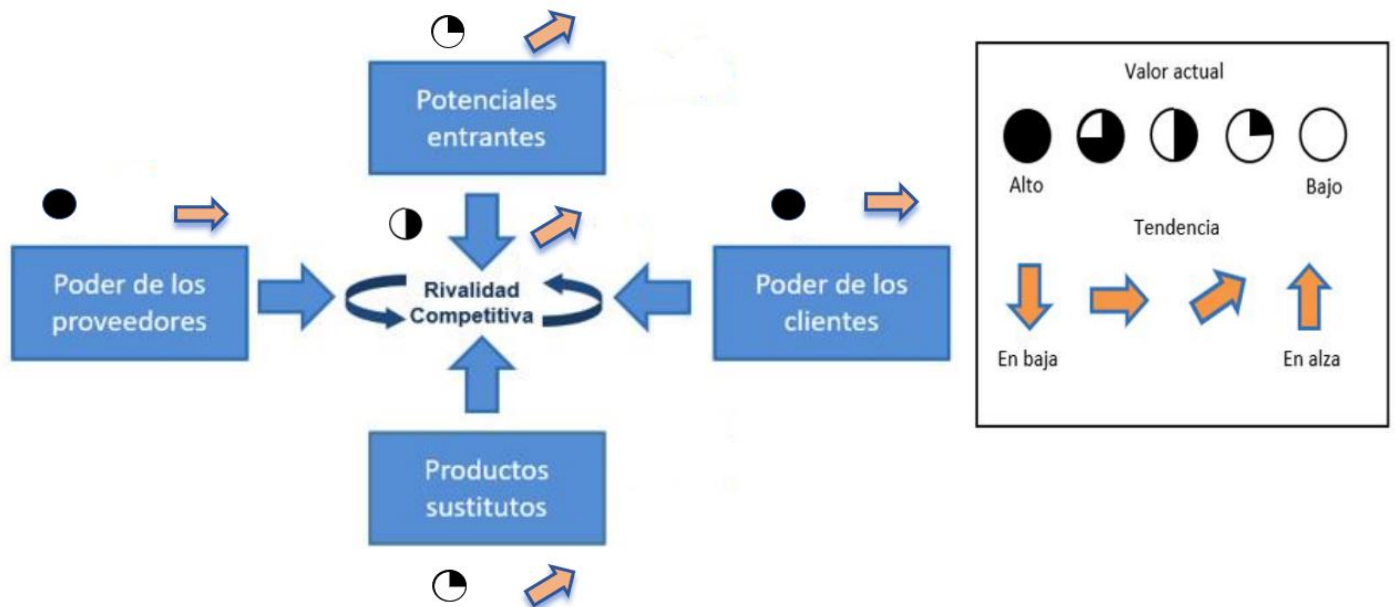 Potenciales
entrantes
Poder de los
proveedores
Rivalidad
Competitiva
Poder de los
clientes
Productos
sustitutos
Valor actual
Alto
Bajo
Tendencia
En baja
En alza